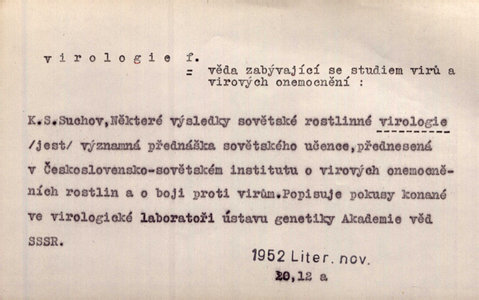 virologie f.
= věda zabývající se studiem virů a
virových onemocnění :
K.S.Suchov,Některé výsledky sovětské rostlinné virologie
/jest/ významná přednáška sovětského učence,přednesená
v Československo-sovětském institutu o virových onemocně-
ních rostlin a o boji proti virům.Popisuje pokusy konané
ve virologické laboratoři ústavu genetiky Akademie věd
SSSR.
1952 Liter. nov.
20,12 a